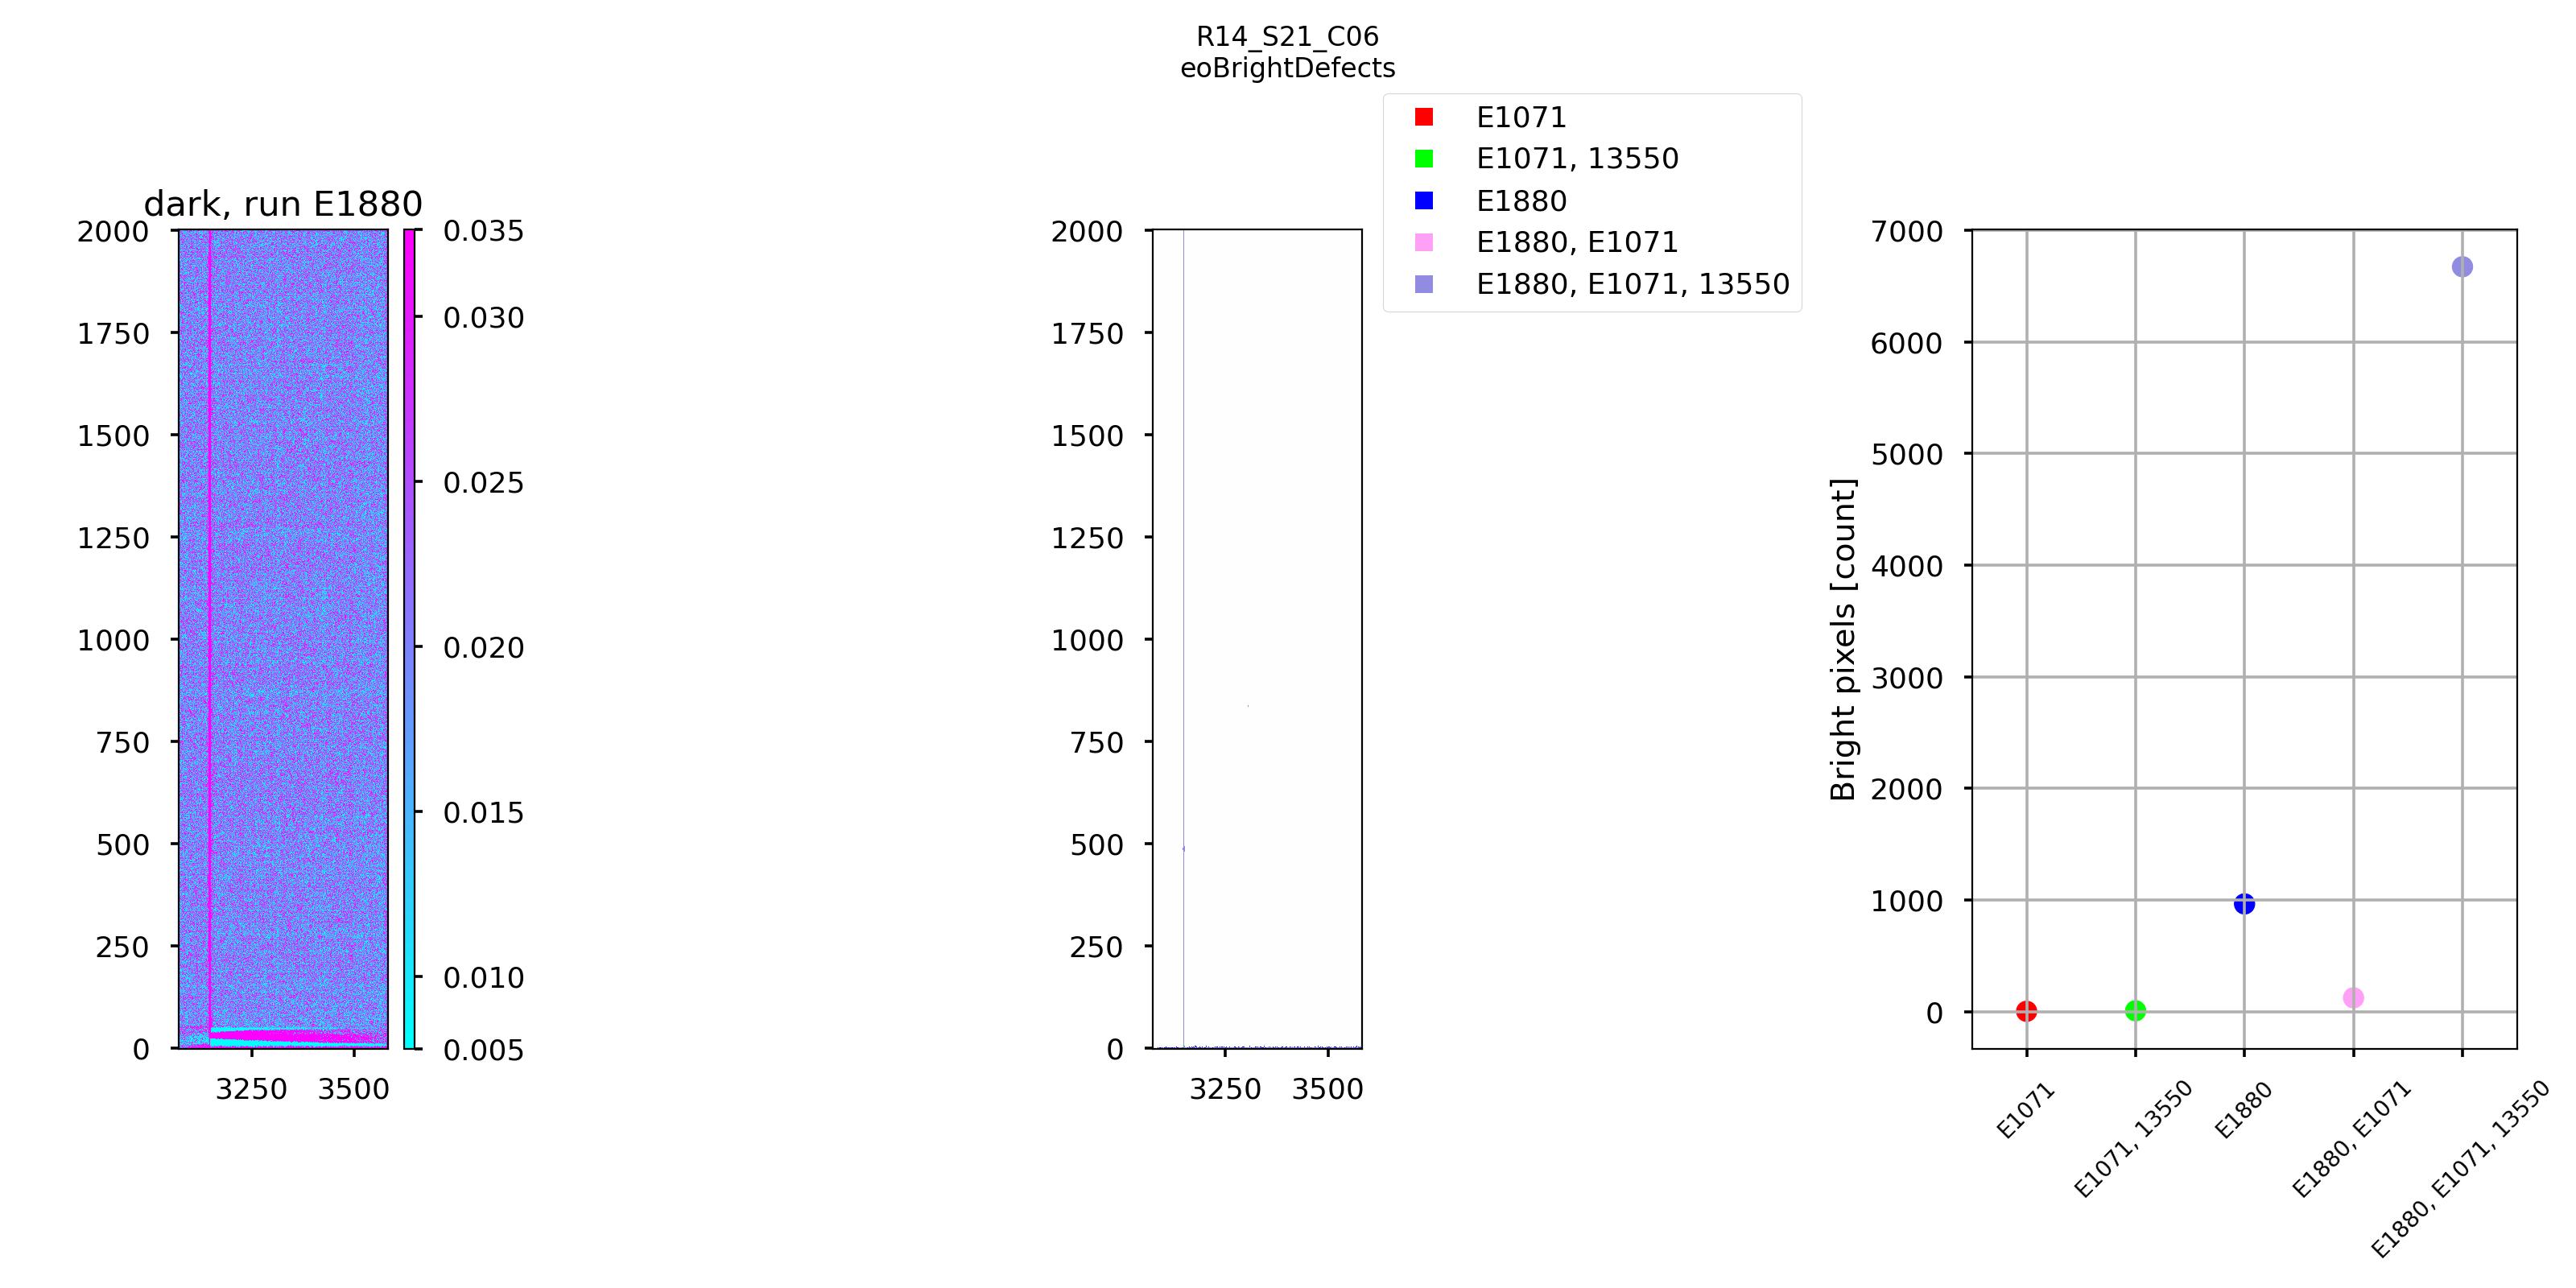 R14_S21_C06
eoBrightDefects
dark, run E1880
2000
1750
1500
1250
1000
750
500
250
0
3250 3500
0.035
0.030
0.025
0.020
0.015
0.010
0.005
2000
1750
1500
1250
1000
750
500
250
0
3250 3500
E1071
E1071, 13550
E1880
E1880, E1071
E1880, E1071, 13550
Bright pixels [count]
7000
6000
5000
4000
3000
2000
1000
0
E1071
E1071, 13550
E1880
E1880, E1071
E1880, E1071, 13550